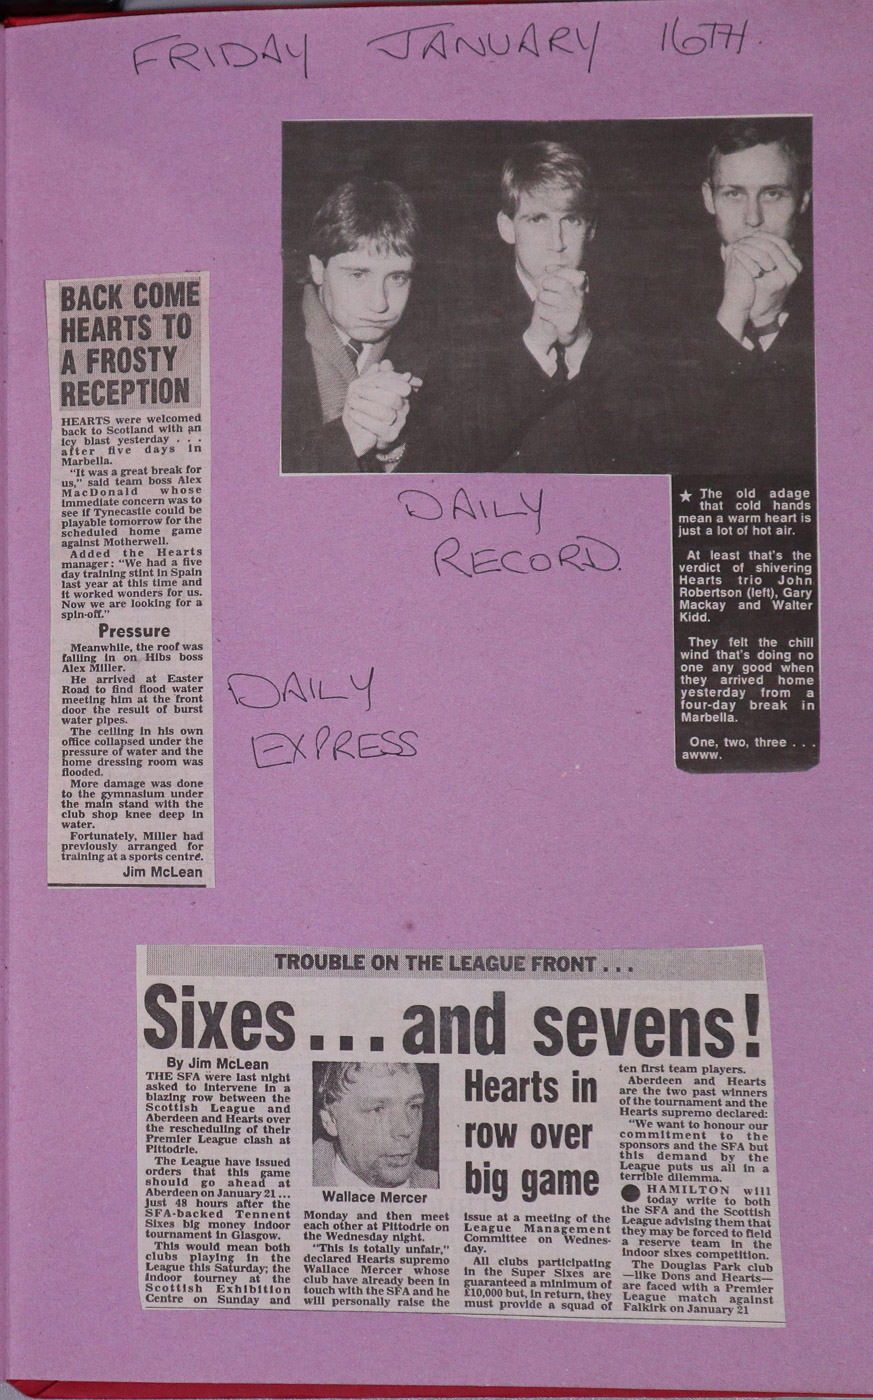 FRIDAY JANUARY 16TH.
BACK COME
HEARTS TO
A FROSTY
RECEPTION
HEARTS were welcomed
back to Scotland with an
icy blast yesterday . . .
after five days in
Marbella.
"It was a great break for
us," said team boss Alex
MacDonald whose
immediate concern was to
see if Tynecastle could be
playable tomorrow for the
scheduled home game
against Motherwell.
Added the Hearts
manager: "We had a five
day training stint in Spain
last year at this time and
it worked wonders for us.
Now we are looking for a
spin-off."
Pressure
Meanwhile, the roof was
falling in on Hibs boss
Alex Miller.
He arrived at Easter
Road to find flood water
meeting him at the front
door the result of burst
water pipes.
The ceiling in his own
office collapsed under the
pressure of water and the
home dressing room was
flooded.
More damage was done
to the gymnasium under
the main stand with the
club shop knee deep in
water.
Fortunately, Miller had
previously arranged for
training at a sports centre.
Jim McLean
DAILY
EXPRESS
DAILY
RECORD.
★ The old adage
that cold hands
mean a warm heart is
just a lot of hot air.
At least that's the
verdict of shivering
Hearts trio John
Robertson (left), Gary
Mackay and Walter
Kidd.
They felt the chill
wind that's doing no
one any good when
they arrived home
yesterday from a
four-day break in
Marbella.
One, two, three . . .
awww.
TROUBLE ON THE LEAGUE FRONT . . .
Sixes . . . and sevens!
By Jim McLean
THE SFA were last night
asked to intervene in a
blazing row between the
Scottish League and
Aberdeen and Hearts over
the rescheduling of their
Premier League clash at
Pittodrie.
The League have issued
orders that this game
should go ahead at
Aberdeen on January 21 . . .
just 48 hours after the
SFA-backed Tennent
Sixes big money indoor
tournament in Glasgow.
This would mean both
clubs playing in the
League this Saturday; the
indoor tourney at the
Scottish Exhibition
Centre on Sunday and
Wallace Mercer
Monday and then meet
each other at Pittodrie on
the Wednesday night.
"This is totally unfair,"
declared Hearts supremo
Wallace Mercer whose
club have already been in
touch with the SFA and he
will personally raise the
Hearts in
row over
big game
issue at a meeting of the
League Management
Committee on Wednes-
day.
All clubs participating
in the Super Sixes are
guaranteed a minimum of
£10,000 but, in return, they
must provide a squad of
ten first team players.
Aberdeen and Hearts
are the two past winners
of the tournament and the
Hearts supremo declared:
"We want to honour our
commitment to the
sponsors and the SFA but
this demand by the
League puts us all in a
terrible dilemma.
● HAMILTON will
today write to both
the SFA and the Scottish
League advising them that
they may be forced to field
a reserve team in the
indoor sixes competition.
The Douglas Park club
—like Dons and Hearts—
are faced with a Premier
League match against
Falkirk on January 21